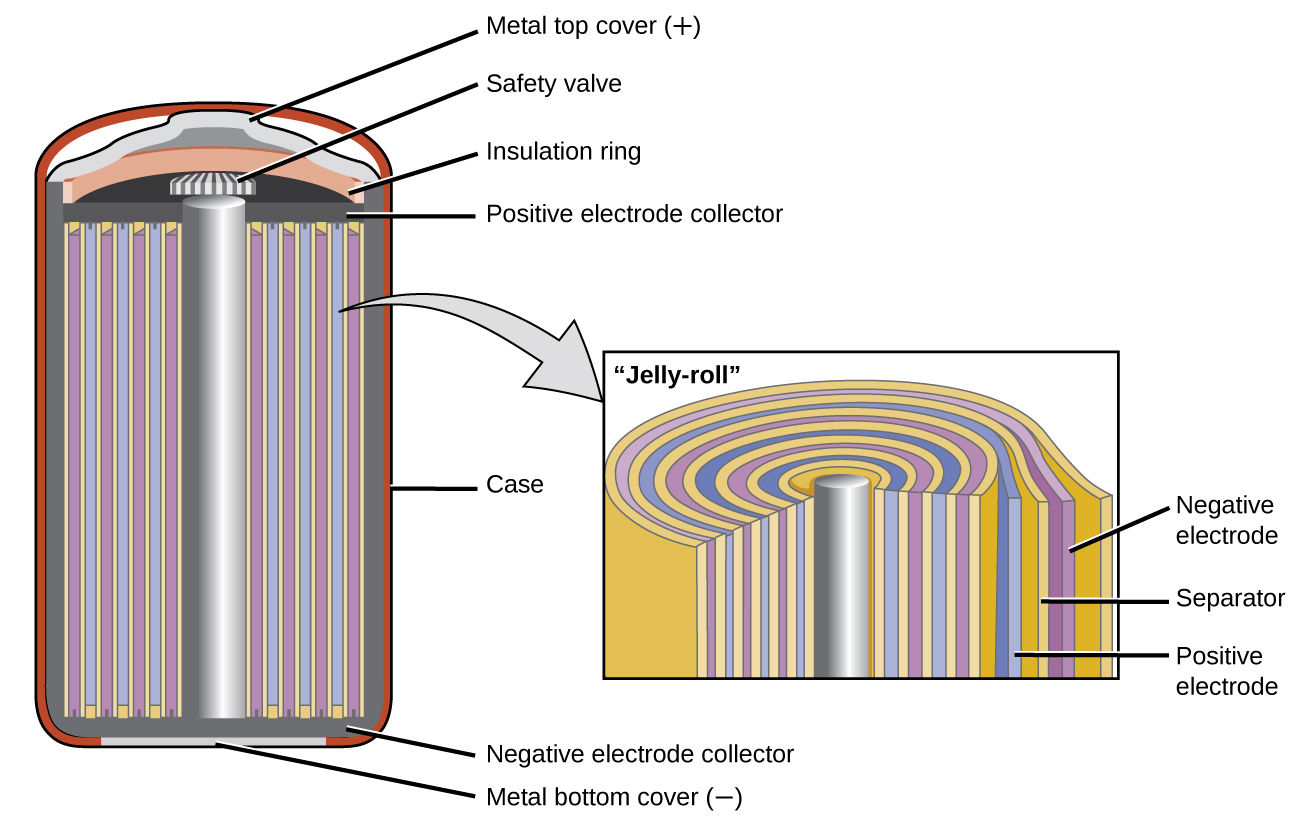 Metal top cover (+)
Safety valve
Insulation ring
Positive electrode collector
“Jelly-roll”
Case
Negative
electrode
Separator
Positive
electrode
Negative electrode collector
Metal bottom cover (−)